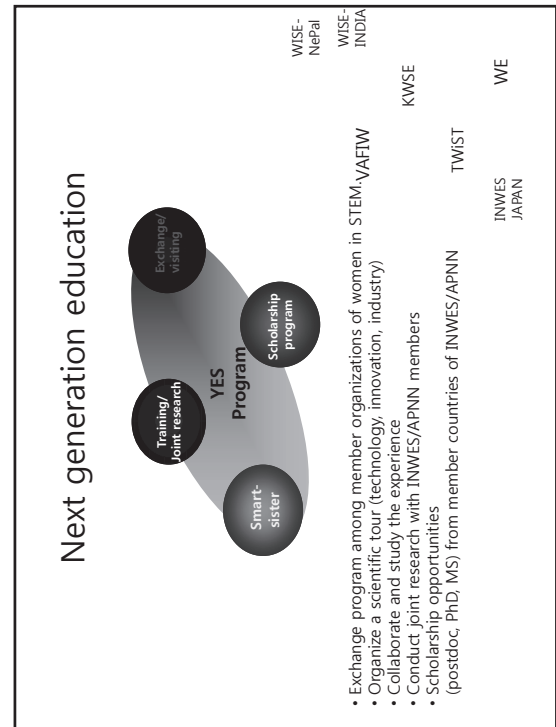 Next generation education
Exchange/
visiting
Training/
Joint research
YES
Program
Scholarship
program
Smart-
sister
• Exchange program among member organizations of women in STEM.
• Organize a scientific tour (technology, innovation, industry)
• Collaborate and study the experience
• Conduct joint research with INWES/APNN members
• Scholarship opportunities
(postdoc, PhD, MS) from member countries of INWES/APNN
WISE-
NePal
WISE-
INDIA
VAFIW
KWSE
TWiST
WE
INWES
JAPAN